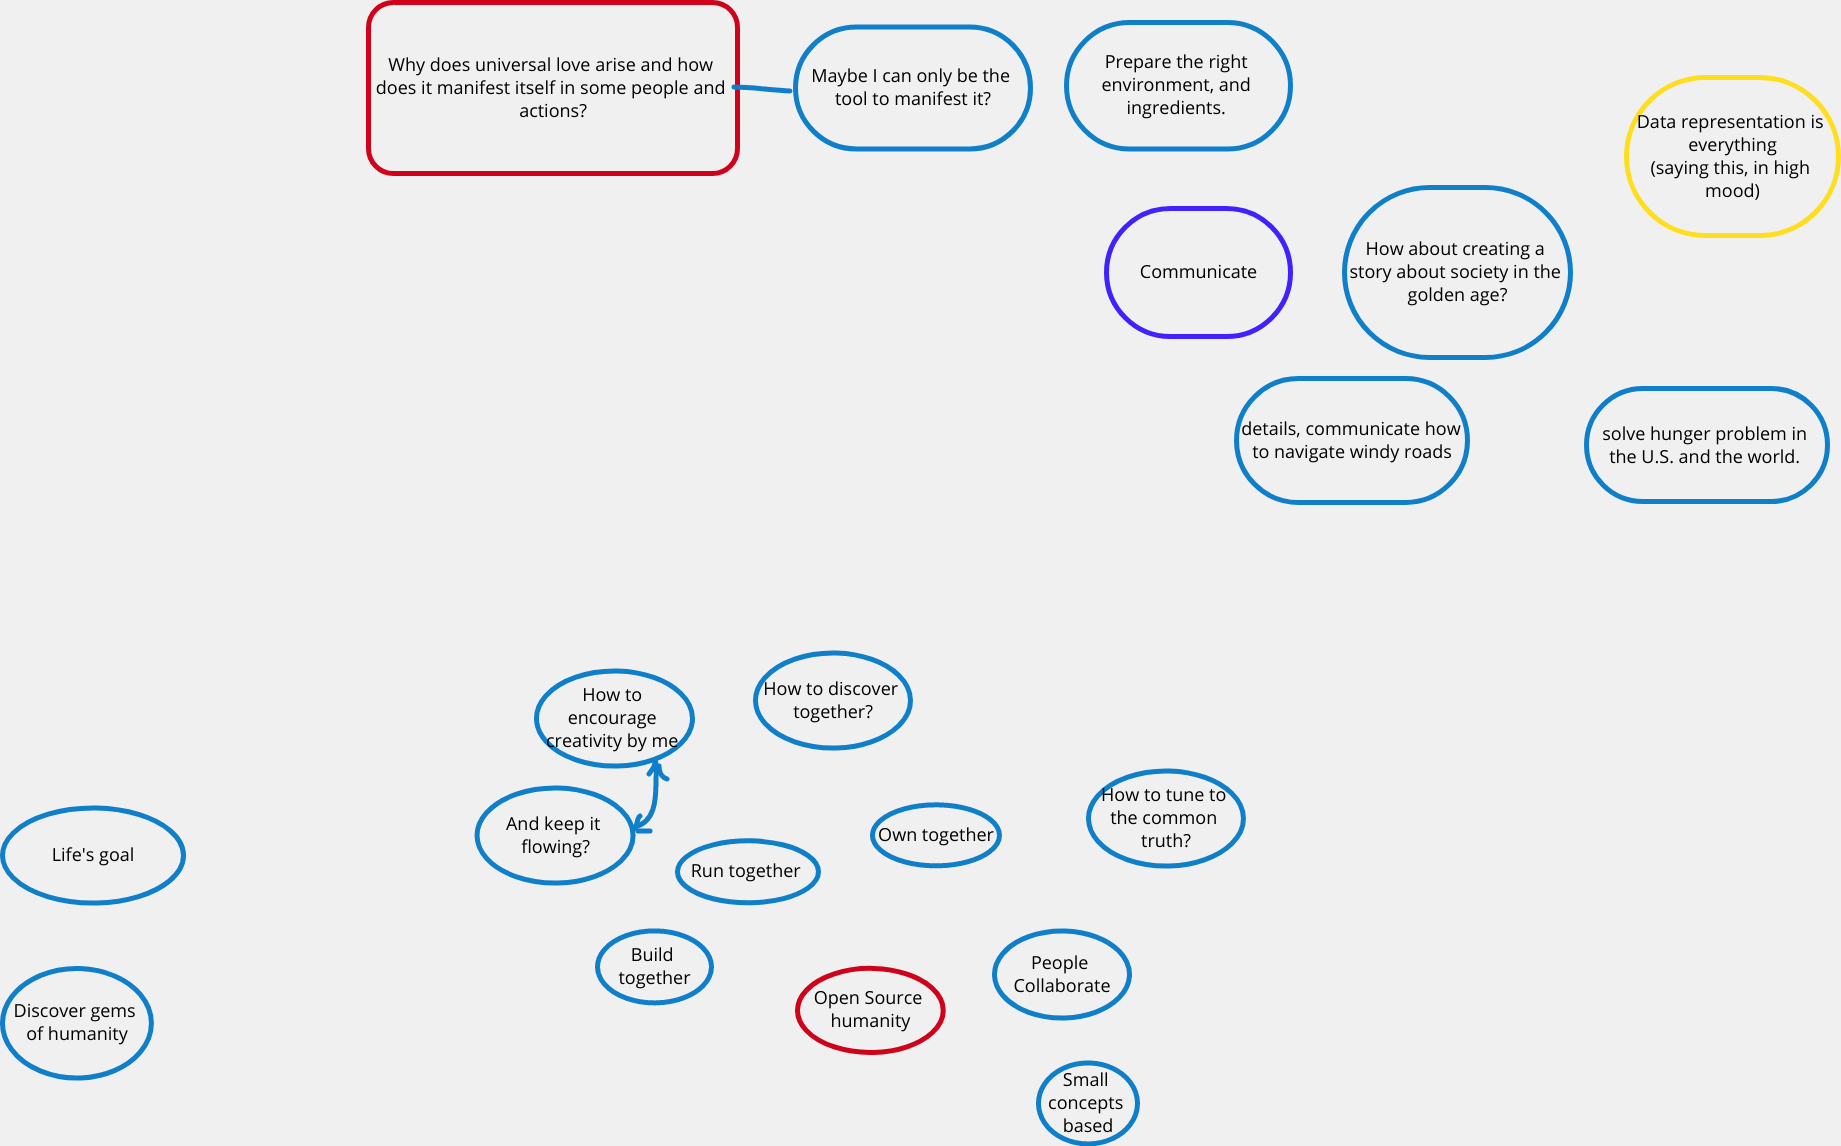 Why does universal love arise and how
does it manifest itself in some people and
actions?
Maybe I can only be the
tool to manifest it?
Prepare the right
environment, and
ingredients.
Data representation is
everything
(saying this, in high
mood)
Communicate
How about creating a
story about society in the
golden age?
details, communicate how
to navigate windy roads
solve hunger problem in
the U.S. and the world.
How to
encourage
creativity by me
How to discover
together?
And keep it
flowing?
Run together
Own together
How to tune to
the common
truth?
Life's goal
Build
together
People
Collaborate
Open Source
humanity
Discover gems
of humanity
Small
concepts
based